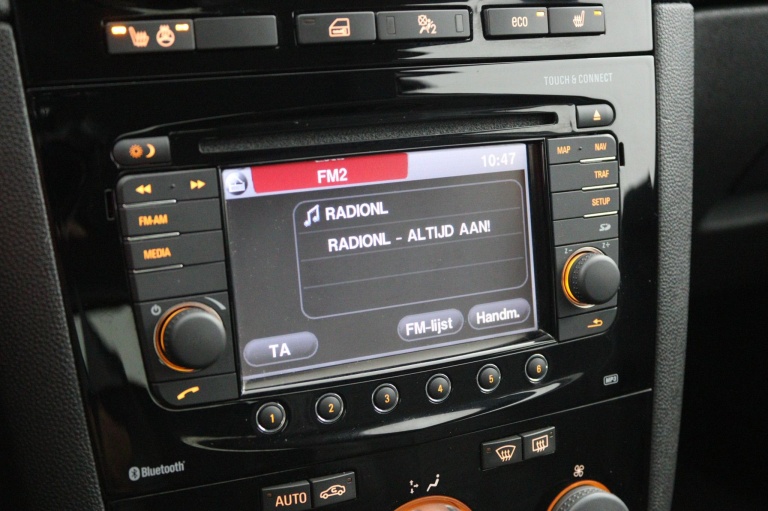 eco
TOUCH & CONNECT
MAP NAV
10:47
FM2
TRAF
SETUP
RADIONL
FM-AM
RADIONL - ALTIJD AAN!
MEDIA
FM-lijst Handm.
TA
1 2 3 4 5 6
MP3
Bluetooth
AUTO